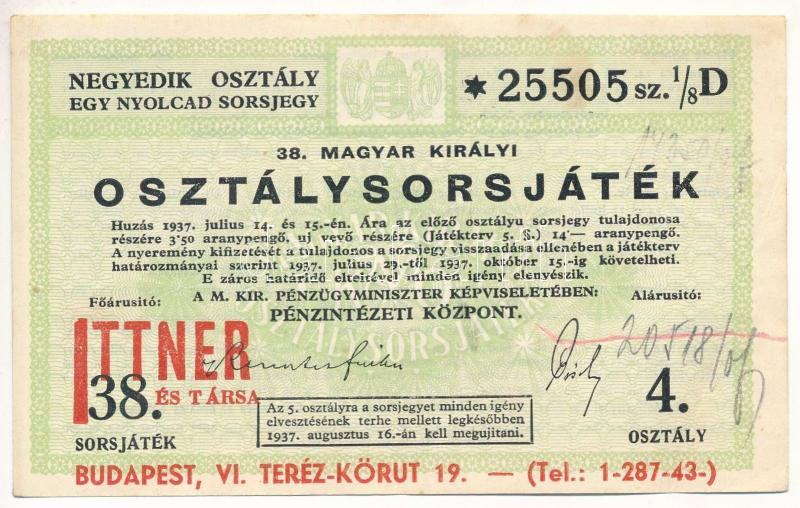 NEGYEDIK OSZTÁLY
EGY NYOLCAD SORSJEGY
✶25505 SZ. 1/8 D
38. MAGYAR KIRÁLYI
OSZTÁLYSORSJÁTÉK
Huzás 1937. julius 14. és 15.-én. Ára az előző osztályu sorsjegy tulajdonosa
részére 3'50 aranypengő, uj vevő részére (Játékterv 5. §.) 14'— aranypengő.
A nyeremény kifizetését a tulajdonos a sorsjegy visszaadása ellenében a játékterv
határozmányai szerint 1937. julius 29.-től 1937. október 15.-ig követelheti.
E záros határidő elteltével minden igény elenyészik.
Főárusitó:
A M. KIR. PÉNZÜGYMINISZTER KÉPVISELETÉBEN:
PÉNZINTÉZETI KÖZPONT.
Alárusitó:
ITTNER
ÉS TÁRSA
38.
SORSJÁTÉK
Az 5. osztályra a sorsjegyet minden igény
elvesztésének terhe mellett legkésőbben
1937. augusztus 16.-án kell megujitani.
4.
OSZTÁLY
BUDAPEST, VI. TERÉZ-KÖRUT 19. — (Tel.: 1-287-43-)